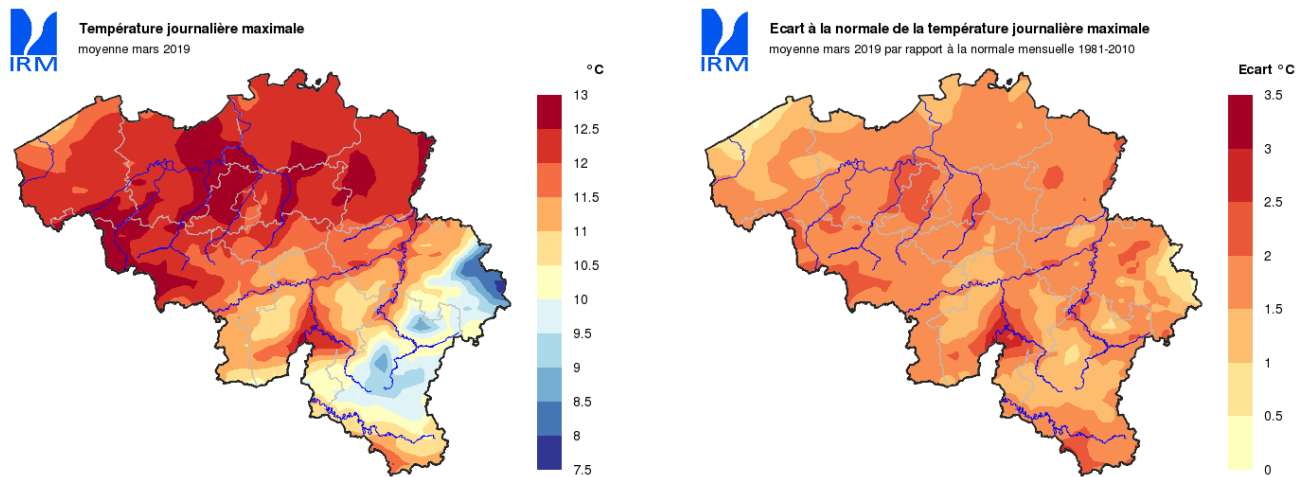 IRM
Température journalière maximale
moyenne mars 2019
°C
13
12.5
12
11.5
11
10.5
10
9.5
9
8.5
8
7.5
IRM
Ecart à la normale de la température journalière maximale
moyenne mars 2019 par rapport à la normale mensuelle 1981-2010
Ecart °C
3.5
3
2.5
2
1.5
1
0.5
0